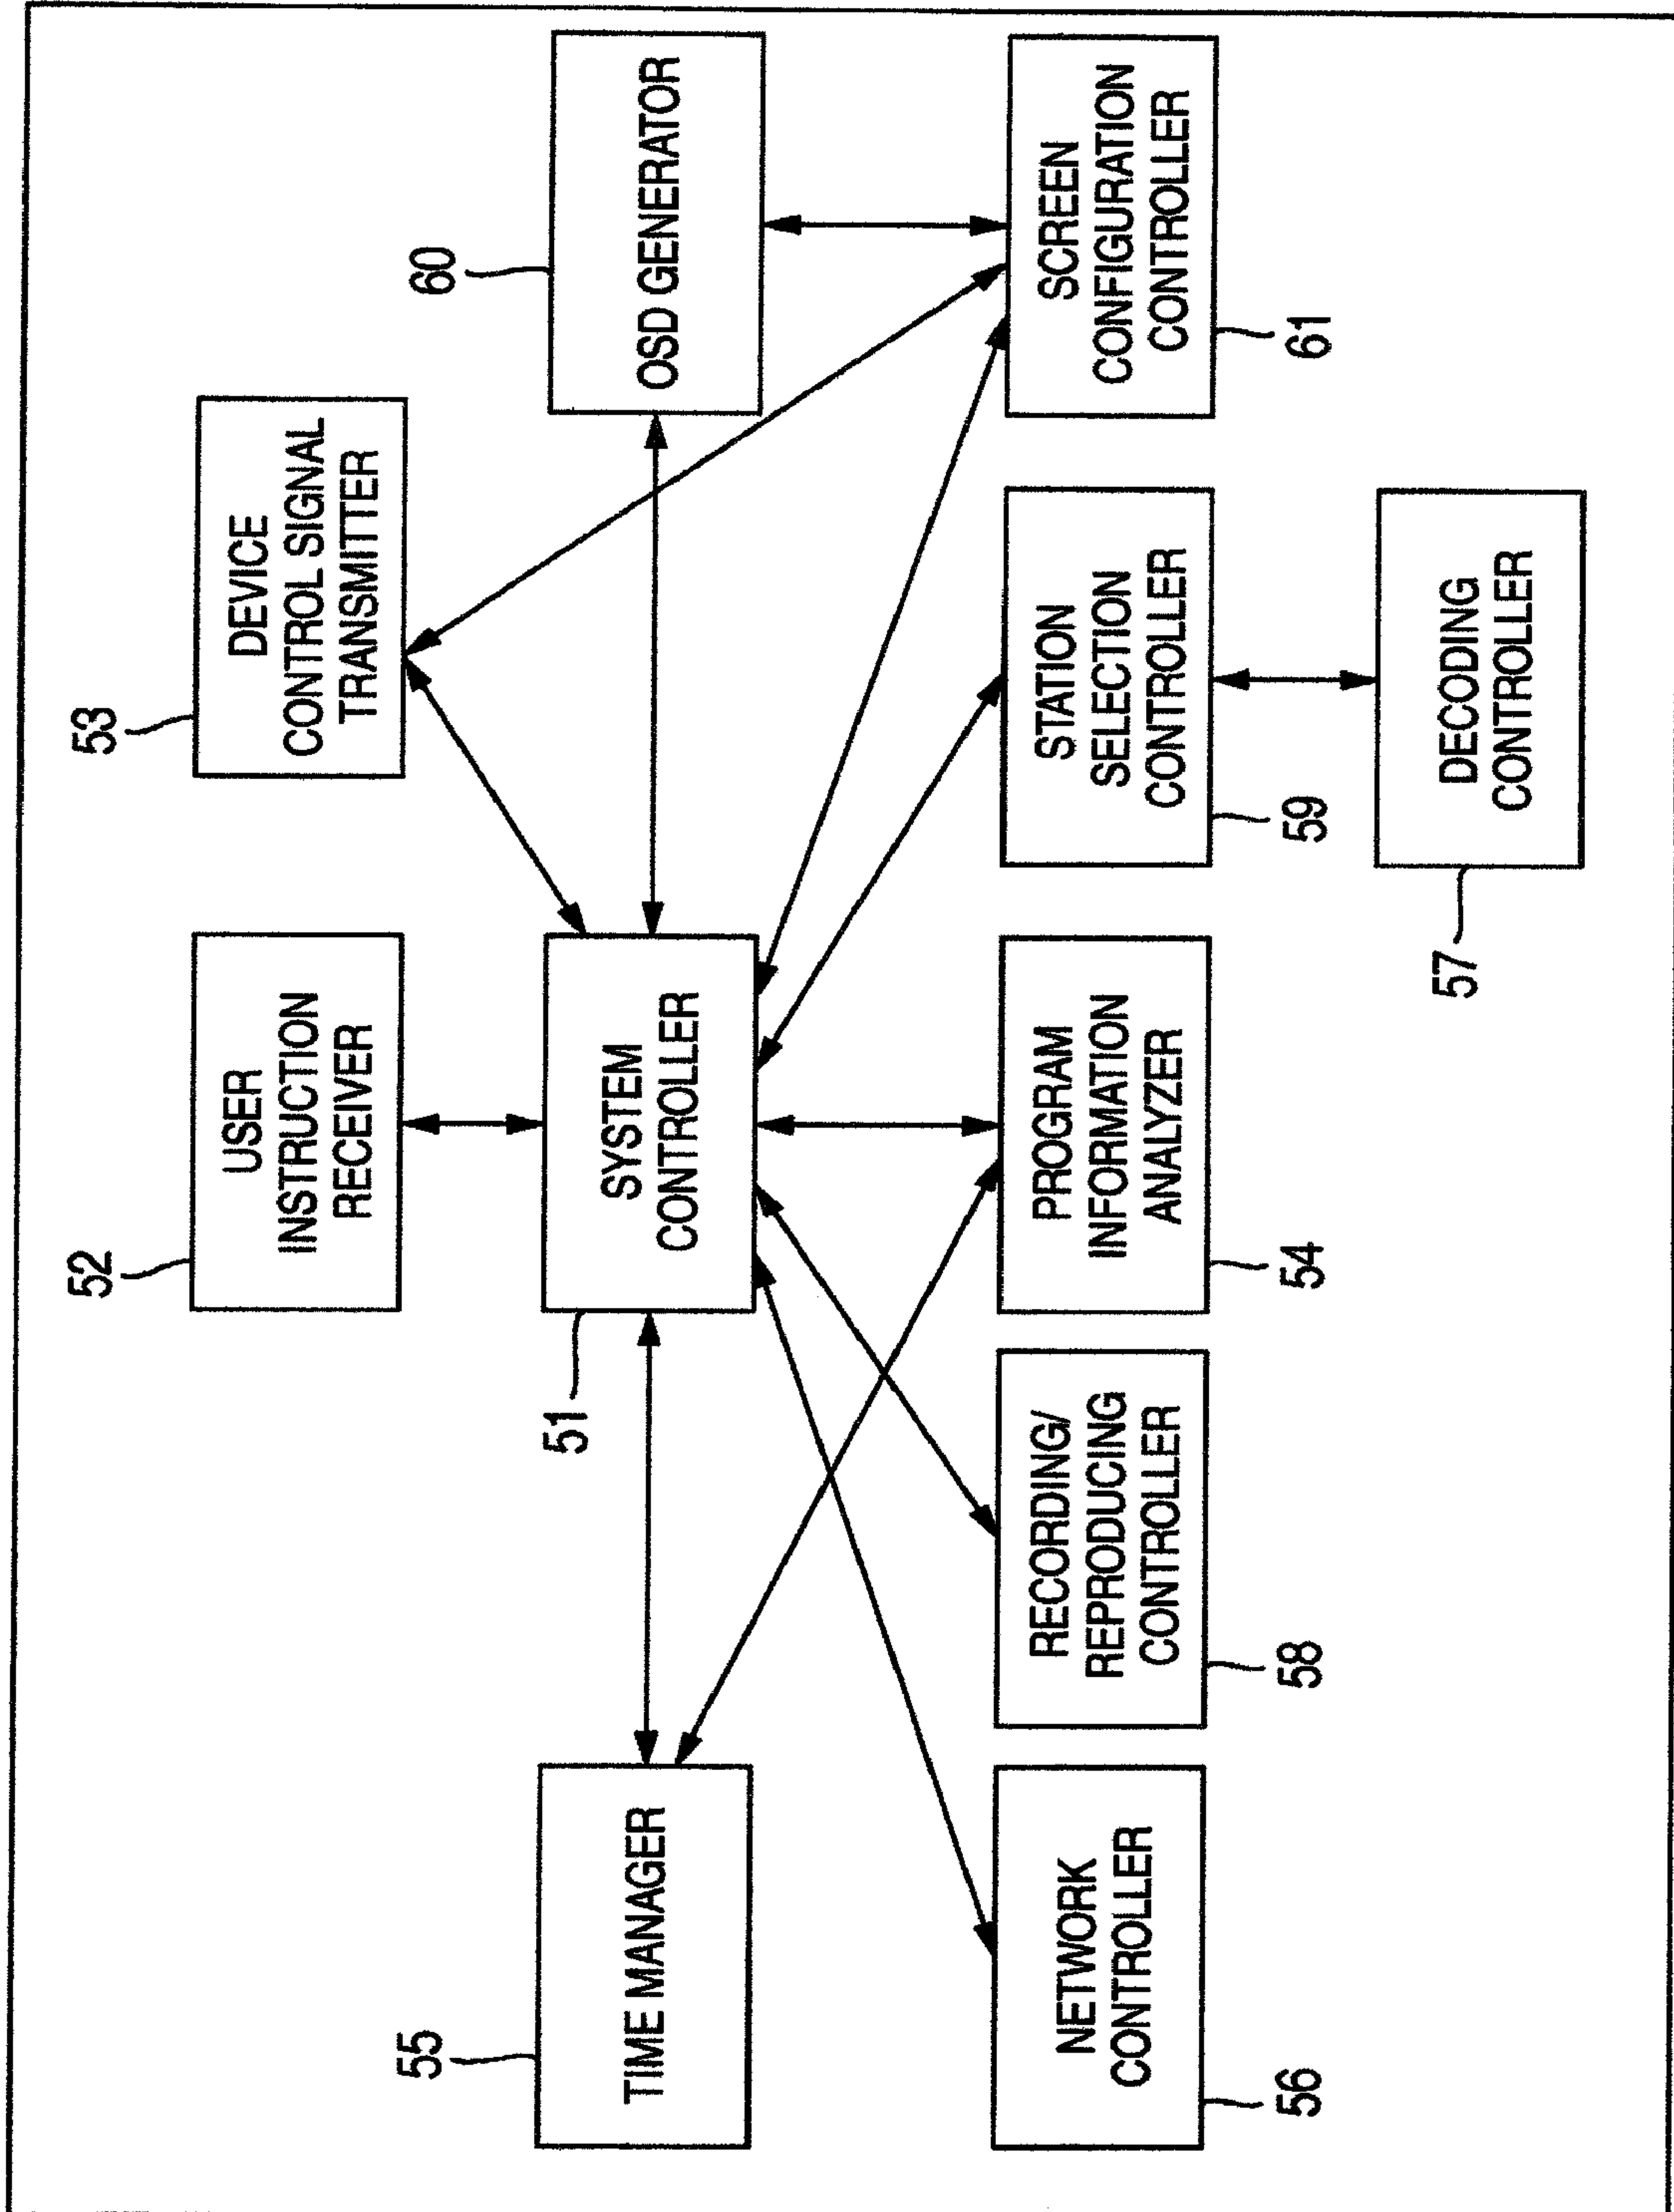 52
USER
INSTRUCTION
RECEIVER
53
DEVICE
CONTROL SIGNAL
TRANSMITTER
55
TIME MANAGER
51
SYSTEM
CONTROLLER
60
OSD GENERATOR
NETWORK
CONTROLLER
56
RECORDING/
REPRODUCING
CONTROLLER
58
PROGRAM
INFORMATION
ANALYZER
54
STATION
SELECTION
CONTROLLER
59
SCREEN
CONFIGURATION
CONTROLLER
61
57
DECODING
CONTROLLER